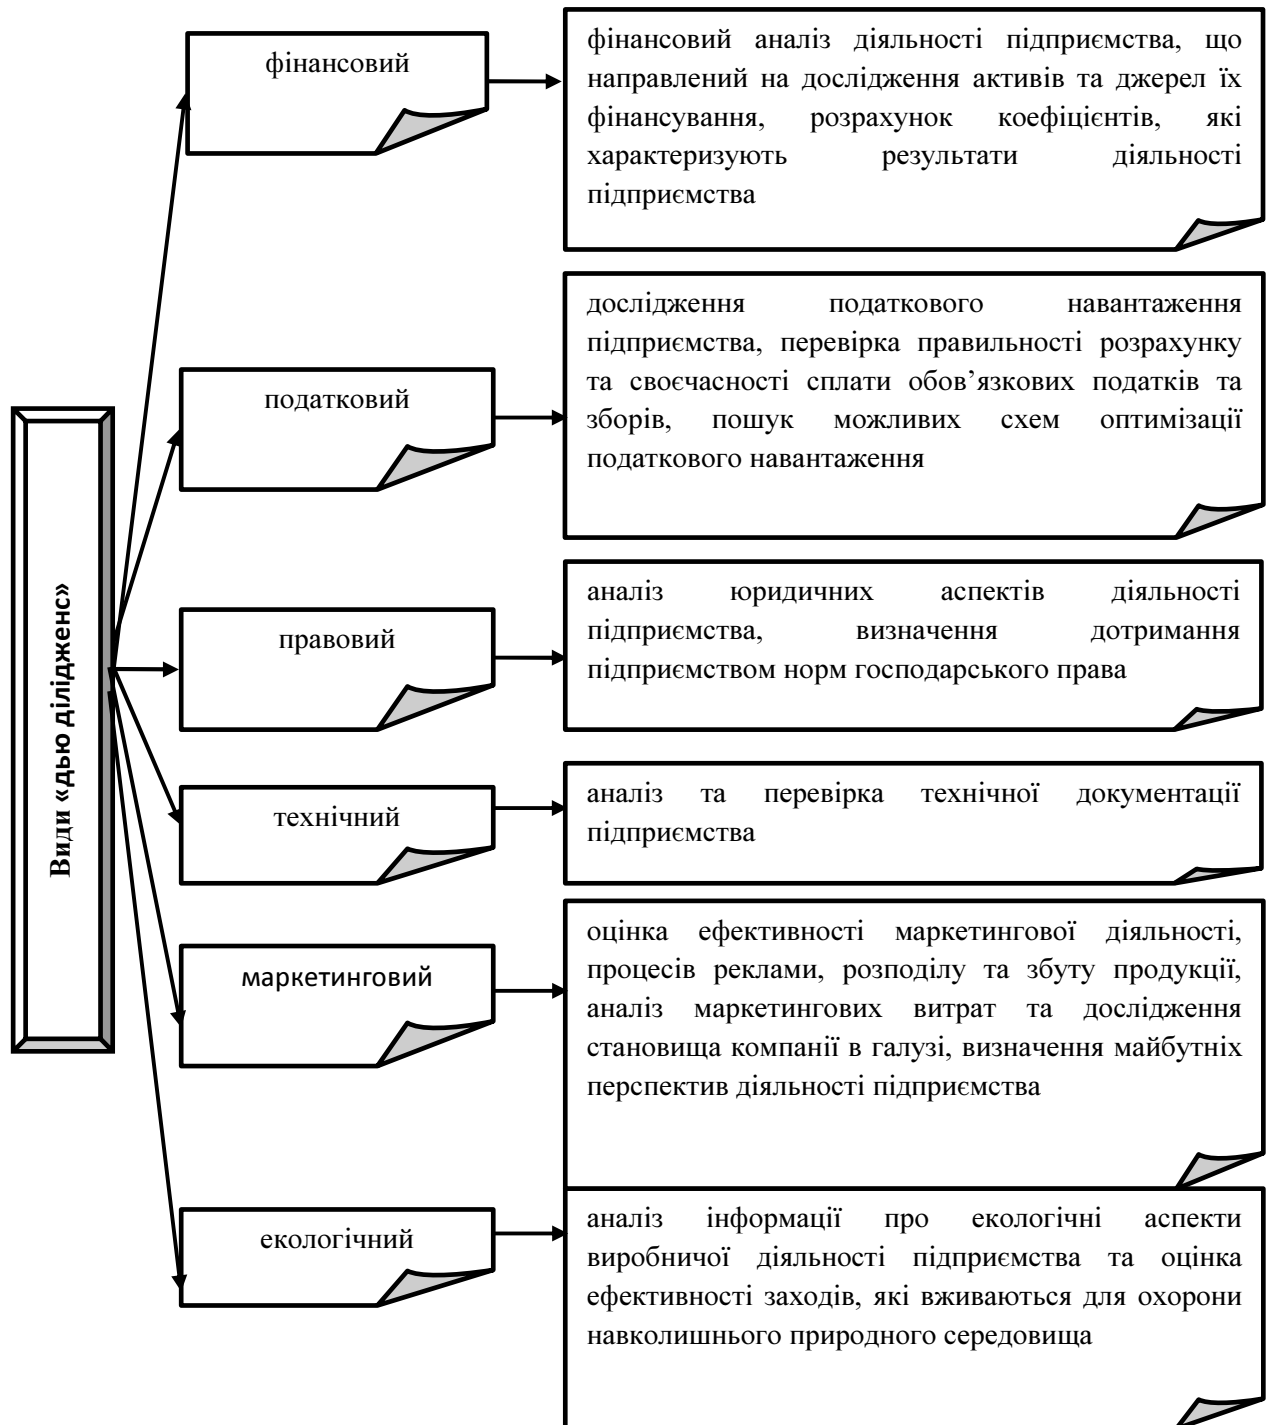 Види «дью ділідженс»
фінансовий
фінансовий аналіз діяльності підприємства, що
направлений на дослідження активів та джерел їх
фінансування, розрахунок коефіцієнтів, які
характеризують результати діяльності
підприємства
податковий
дослідження податкового навантаження
підприємства, перевірка правильності розрахунку
та своєчасності сплати обов’язкових податків та
зборів, пошук можливих схем оптимізації
податкового навантаження
правовий
аналіз юридичних аспектів діяльності
підприємства, визначення дотримання
підприємством норм господарського права
технічний
аналіз та перевірка технічної документації
підприємства
маркетинговий
оцінка ефективності маркетингової діяльності,
процесів реклами, розподілу та збуту продукції,
аналіз маркетингових витрат та дослідження
становища компанії в галузі, визначення майбутніх
перспектив діяльності підприємства
екологічний
аналіз інформації про екологічні аспекти
виробничої діяльності підприємства та оцінка
ефективності заходів, які вживаються для охорони
навколишнього природного середовища